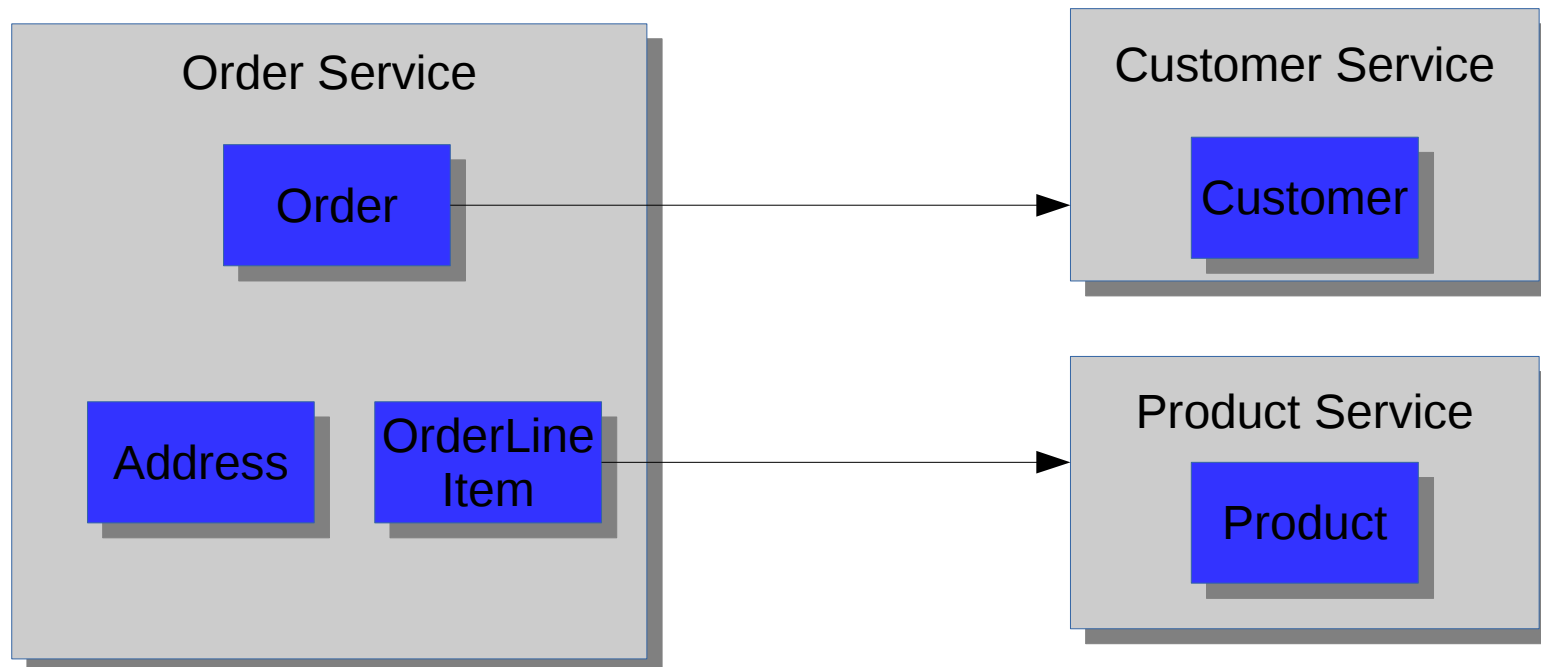 Order Service
Order
Address
OrderLine
Item
Customer Service
Customer
Product Service
Product